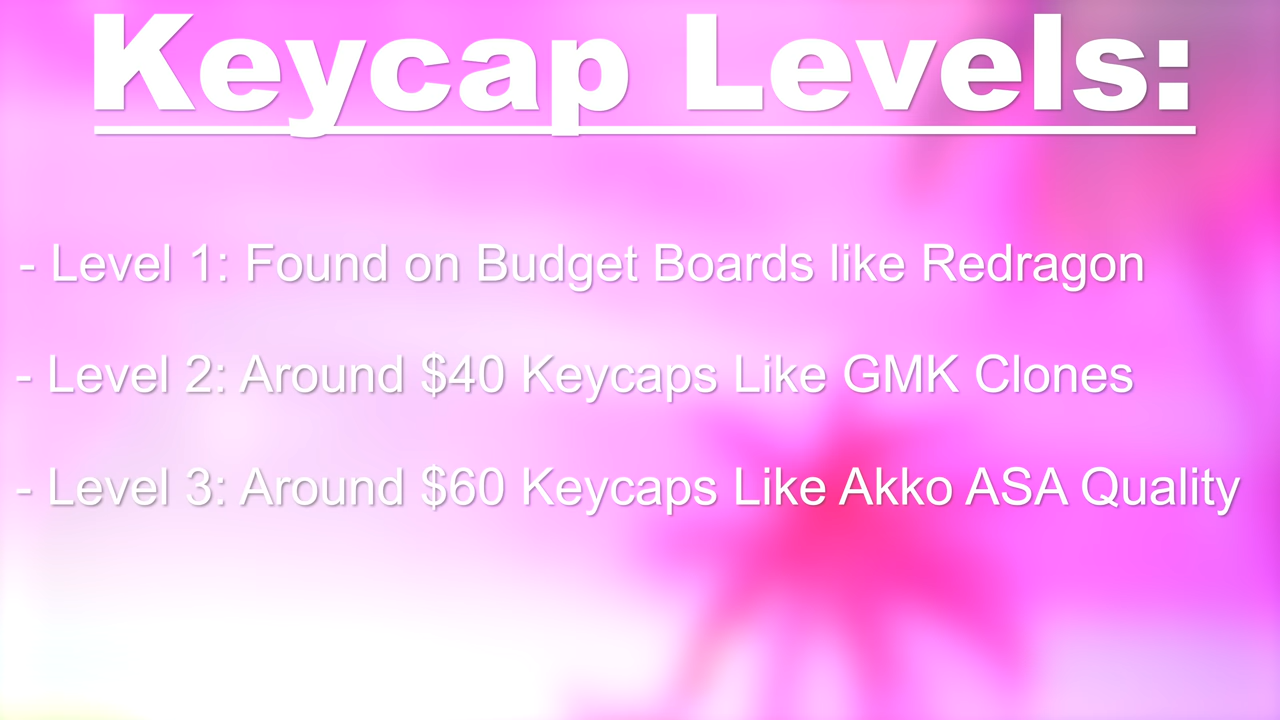 Keycap Levels:
- Level 1: Found on Budget Boards like Redragon
- Level 2: Around $40 Keycaps Like GMK Clones
- Level 3: Around $60 Keycaps Like Akko ASA Quality